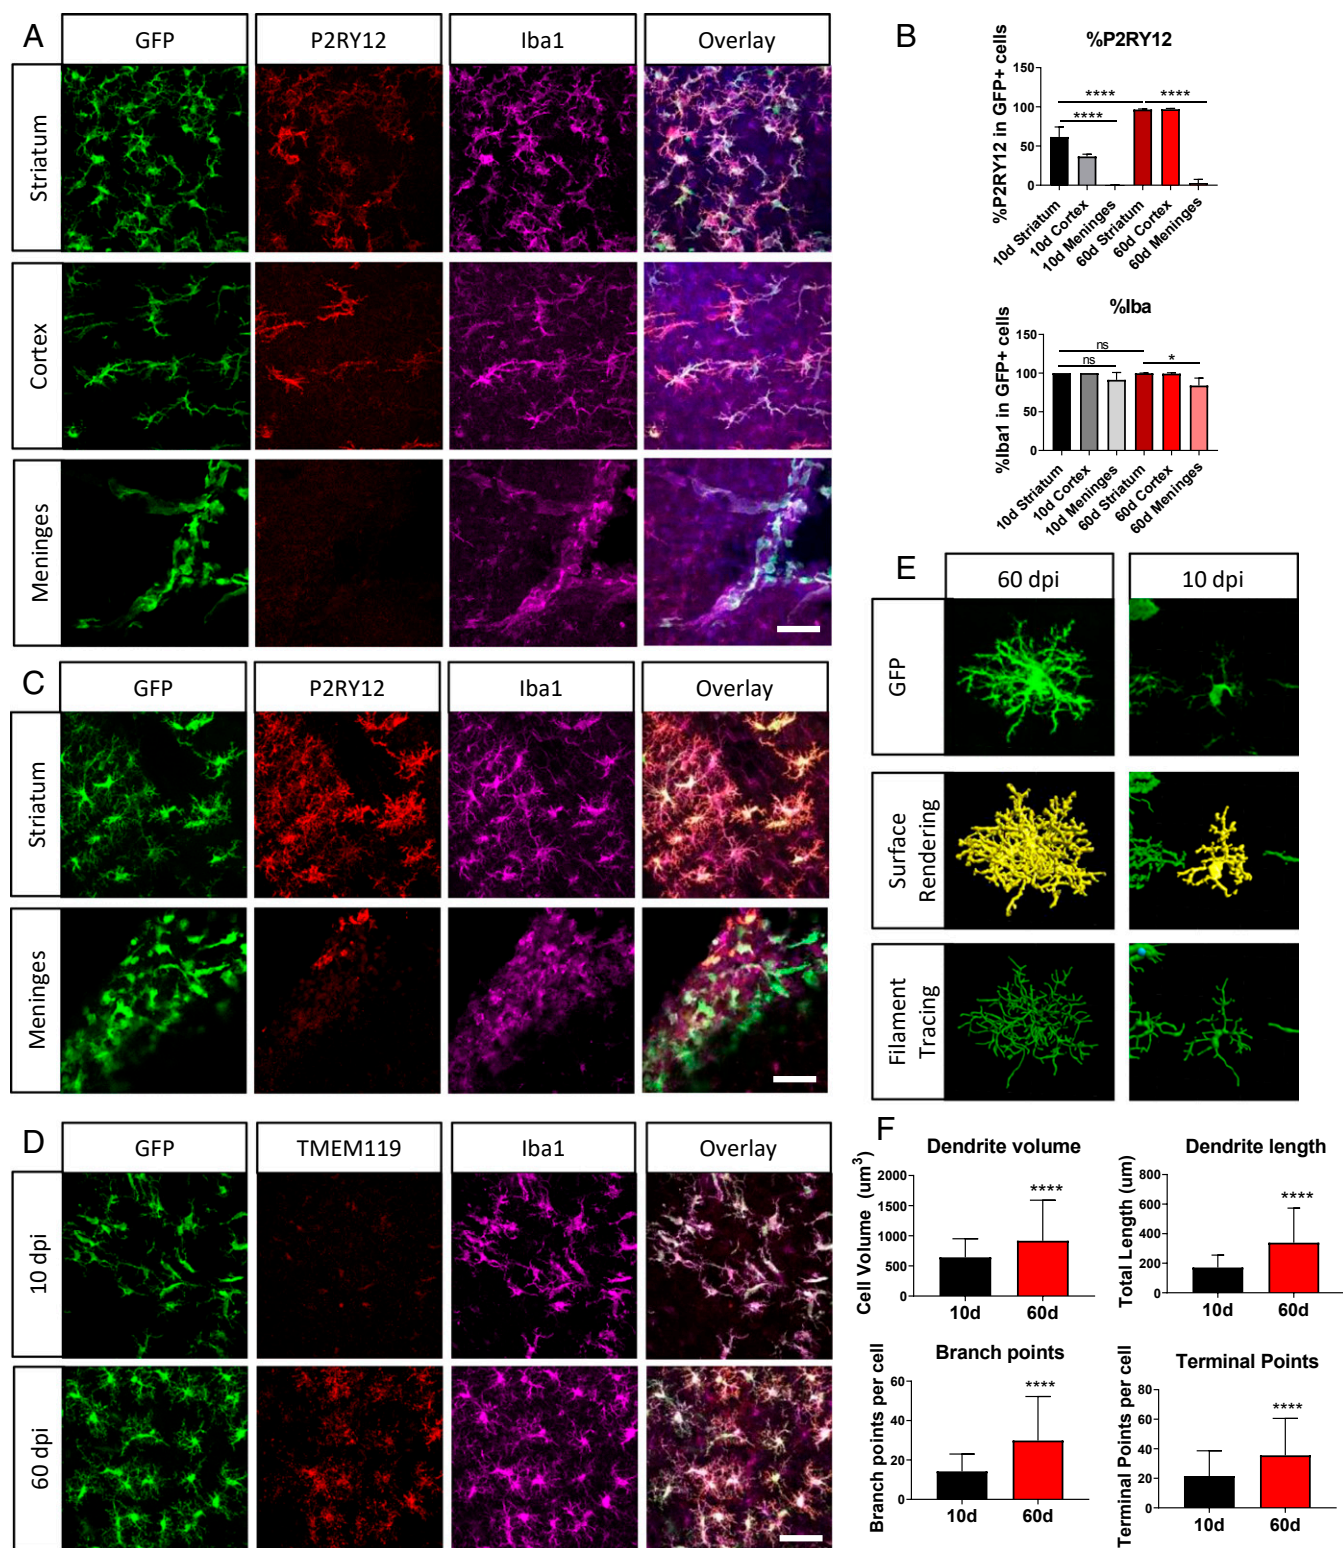 A
GFP
P2RY12
Iba1
Overlay
Striatum
Cortex
Meninges
B
%P2RY12
%P2RY12 in GFP+ cells
150
100
50
0
****
****
****
10d Striatum
10d Cortex
10d Meninges
60d Striatum
60d Cortex
60d Meninges
%Iba
%Iba1 in GFP+ cells
150
100
50
0
ns
ns
*
10d Striatum
10d Cortex
10d Meninges
60d Striatum
60d Cortex
60d Meninges
C
GFP
P2RY12
Iba1
Overlay
Striatum
Meninges
D
GFP
TMEM119
Iba1
Overlay
10 dpi
60 dpi
E
60 dpi
10 dpi
GFP
Surface
Rendering
Filament
Tracing
F
Dendrite volume
Cell Volume (um³)
2000
1500
1000
500
0
****
10d
60d
Dendrite length
Total Length (um)
800
600
400
200
0
****
10d
60d
Branch points
Branch points per cell
60
40
20
0
****
10d
60d
Terminal Points
Terminal Points per cell
80
60
40
20
0
****
10d
60d